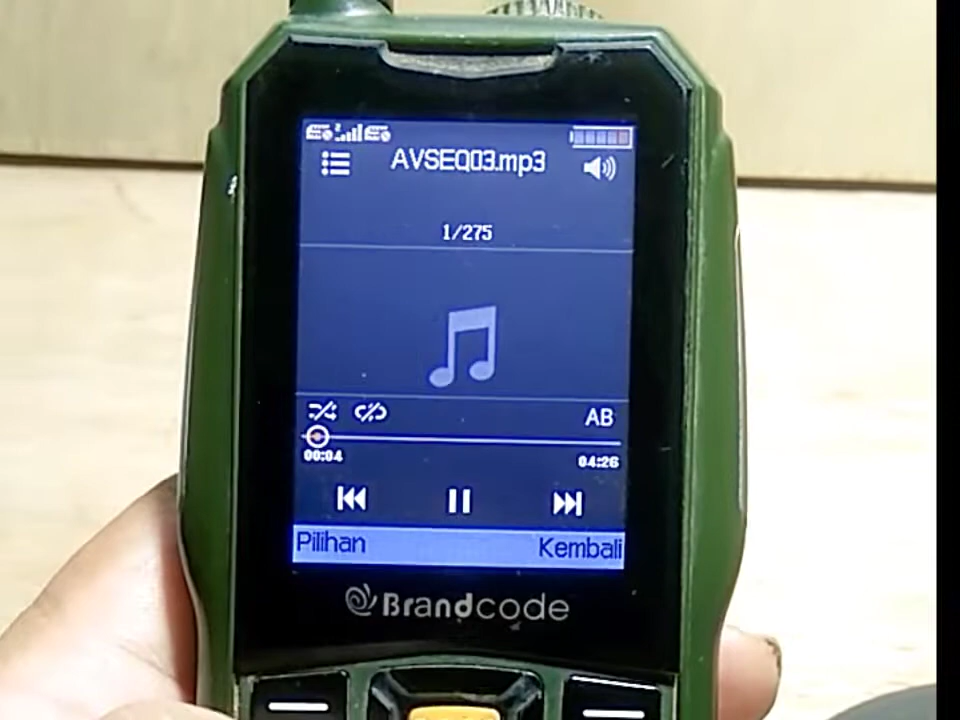 AVSEQ03.mp3
1/275
AB
00:04
04:26
Pilihan
Kembali
Brandcode